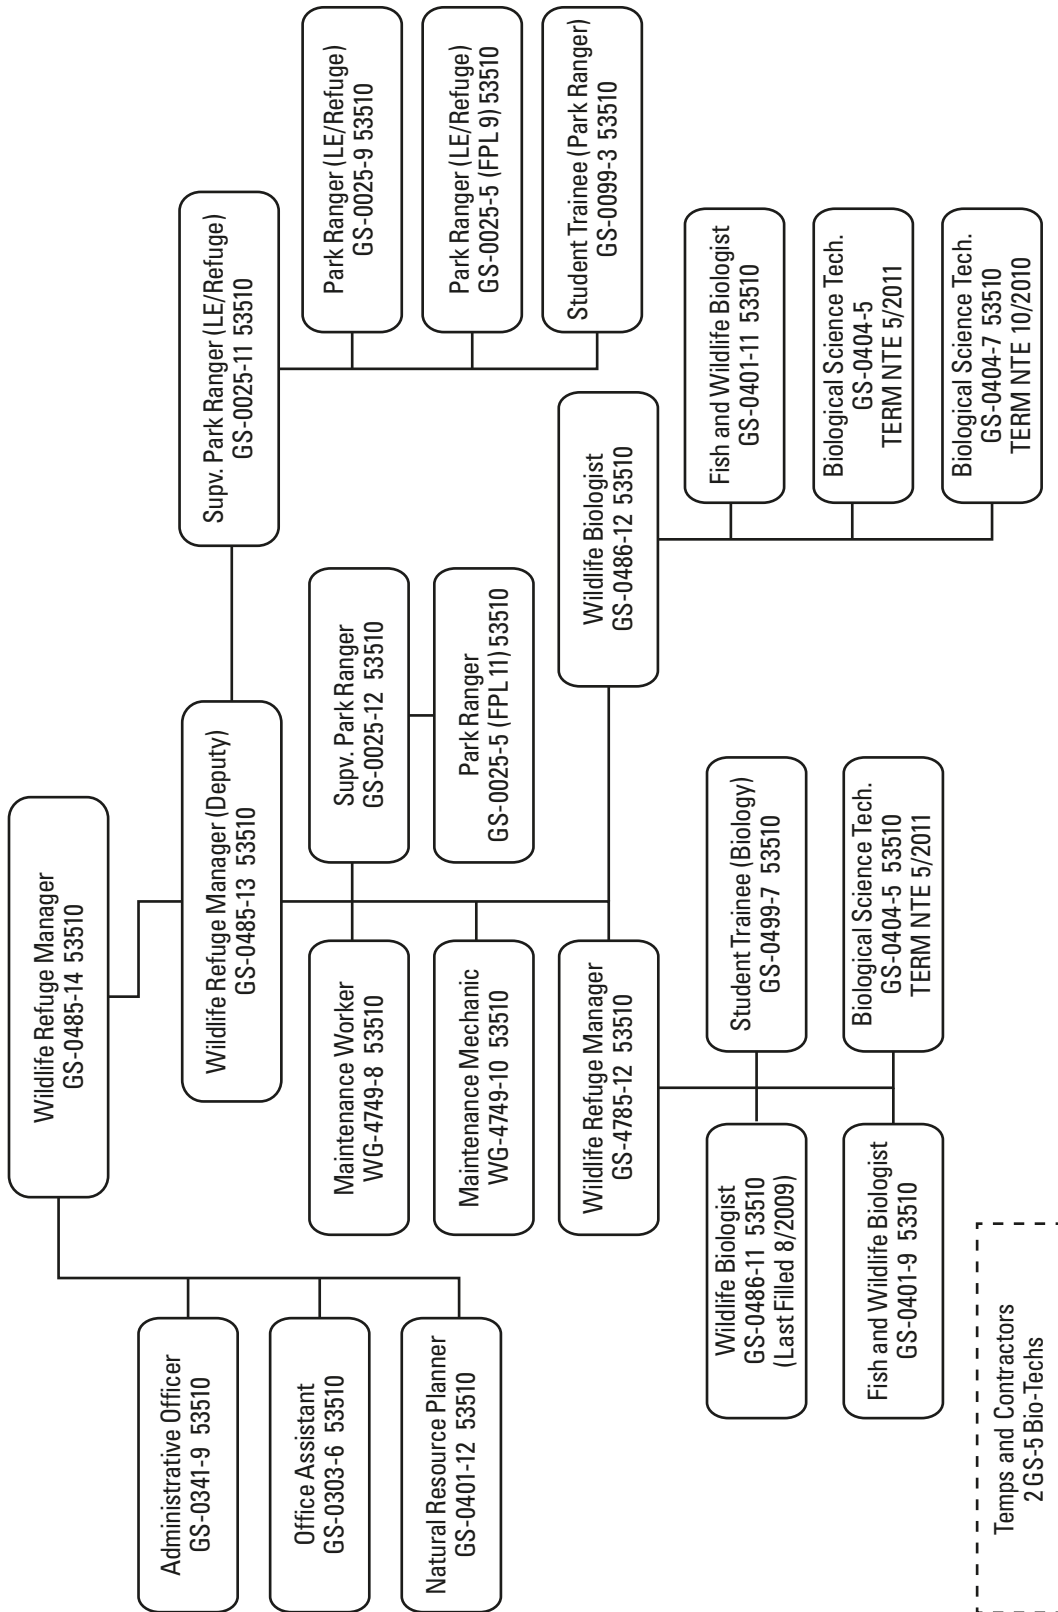 Wildlife Refuge Manager
GS-0485-14 53510
Administrative Officer
GS-0341-9 53510
Office Assistant
GS-0303-6 53510
Natural Resource Planner
GS-0401-12 53510
Wildlife Refuge Manager (Deputy)
GS-0485-13 53510
Supv. Park Ranger (LE/Refuge)
GS-0025-11 53510
Park Ranger (LE/Refuge)
GS-0025-9 53510
Park Ranger (LE/Refuge)
GS-0025-5 (FPL 9) 53510
Student Trainee (Park Ranger)
GS-0099-3 53510
Maintenance Worker
WG-4749-8 53510
Supv. Park Ranger
GS-0025-12 53510
Maintenance Mechanic
WG-4749-10 53510
Park Ranger
GS-0025-5 (FPL 11) 53510
Wildlife Refuge Manager
GS-4785-12 53510
Wildlife Biologist
GS-0486-12 53510
Wildlife Biologist
GS-0486-11 53510
(Last Filled 8/2009)
Student Trainee (Biology)
GS-0499-7 53510
Fish and Wildlife Biologist
GS-0401-9 53510
Biological Science Tech.
GS-0404-5 53510
TERM NTE 5/2011
Fish and Wildlife Biologist
GS-0401-11 53510
Biological Science Tech.
GS-0404-5
TERM NTE 5/2011
Biological Science Tech.
GS-0404-7 53510
TERM NTE 10/2010
Temps and Contractors
2 GS-5 Bio-Techs